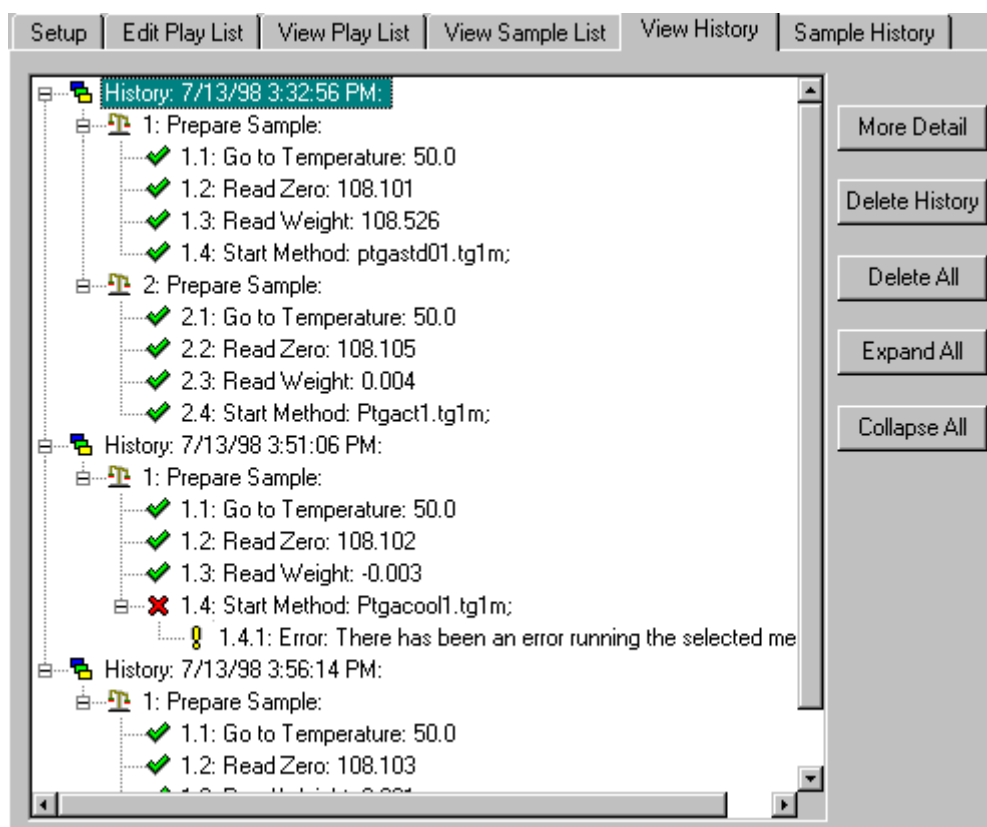 Setup
Edit Play List
View Play List
View Sample List
View History
Sample History
History: 7/13/98 3:32:56 PM:
1: Prepare Sample:
1.1: Go to Temperature: 50.0
1.2: Read Zero: 108.101
1.3: Read Weight: 108.526
1.4: Start Method: ptgastd01.tg1m;
2: Prepare Sample:
2.1: Go to Temperature: 50.0
2.2: Read Zero: 108.105
2.3: Read Weight: 0.004
2.4: Start Method: Ptgact1.tg1m;
History: 7/13/98 3:51:06 PM:
1: Prepare Sample:
1.1: Go to Temperature: 50.0
1.2: Read Zero: 108.102
1.3: Read Weight: -0.003
1.4: Start Method: Ptgacool1.tg1m;
1.4.1: Error: There has been an error running the selected me
History: 7/13/98 3:56:14 PM:
1: Prepare Sample:
1.1: Go to Temperature: 50.0
1.2: Read Zero: 108.103
More Detail
Delete History
Delete All
Expand All
Collapse All